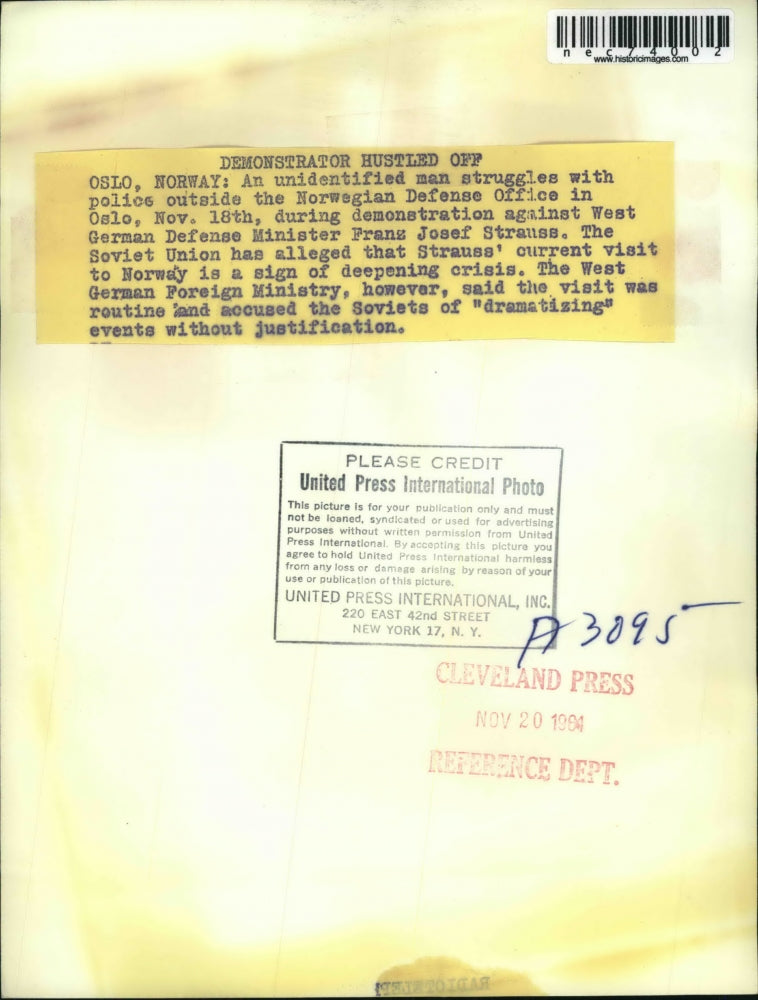 nec74002
www.historicimages.com
DEMONSTRATOR HUSTLED OFF
OSLO, NORWAY: An unidentified man struggles with
police outside the Norwegian Defense Office in
Oslo, Nov. 18th, during demonstration against West
German Defense Minister Franz Josef Strauss. The
Soviet Union has alleged that Strauss' current visit
to Norway is a sign of deepening crisis. The West
German Foreign Ministry, however, said the visit was
routine and accused the Soviets of "dramatizing"
events without justification.
PLEASE CREDIT
United Press International Photo
This picture is for your publication only and must
not be loaned, syndicated or used for advertising
purposes without written permission from United
Press International. By accepting this picture you
agree to hold United Press International harmless
from any loss or damage arising by reason of your
use or publication of this picture.
UNITED PRESS INTERNATIONAL, INC.
220 EAST 42nd STREET
NEW YORK 17, N. Y.
3095
CLEVELAND PRESS
NOV 20
REFERENCE DEPT.